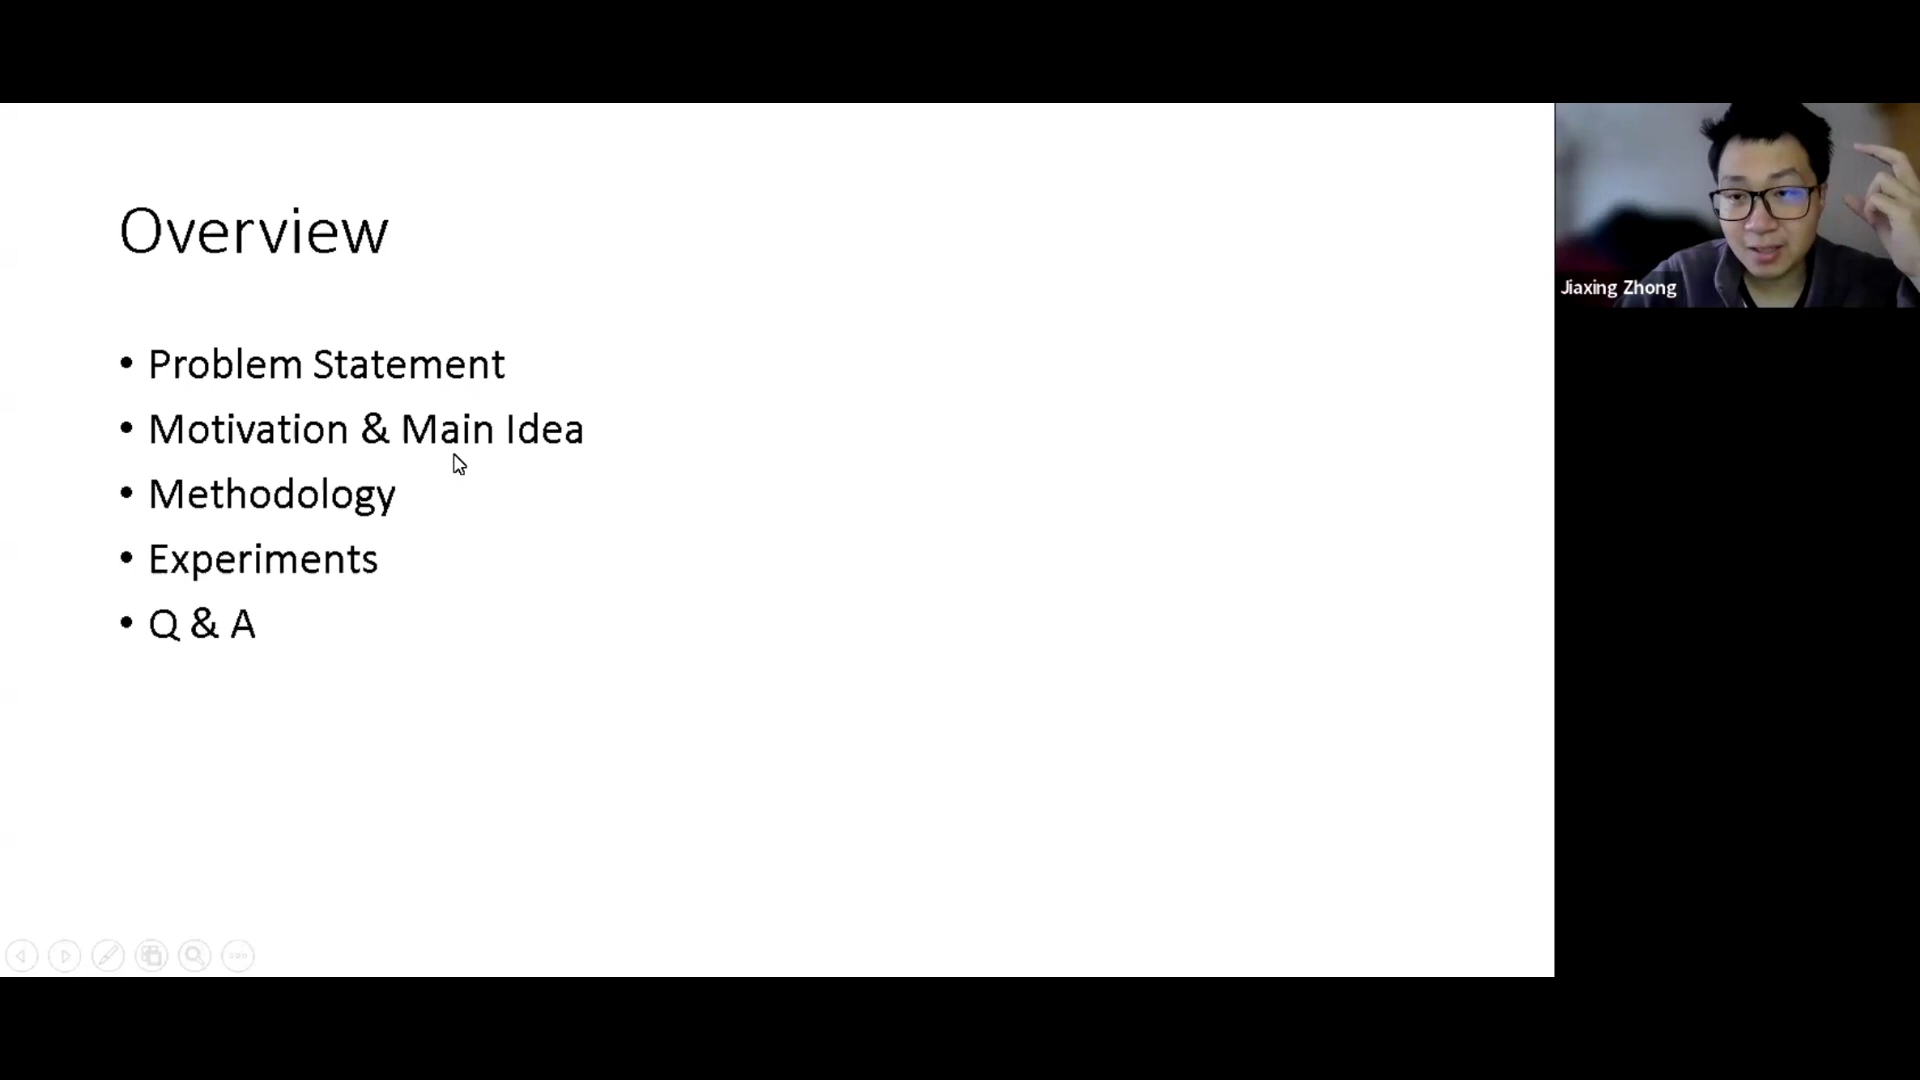 Overview
• Problem Statement
• Motivation & Main Idea
• Methodology
• Experiments
• Q & A
Jiaxing Zhong